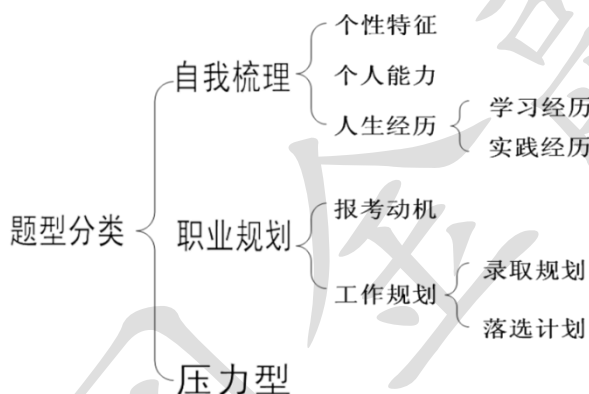 个性特征
自我梳理
个人能力
人生经历
学习经历
实践经历
题型分类
职业规划
报考动机
工作规划
录取规划
落选计划
压力型